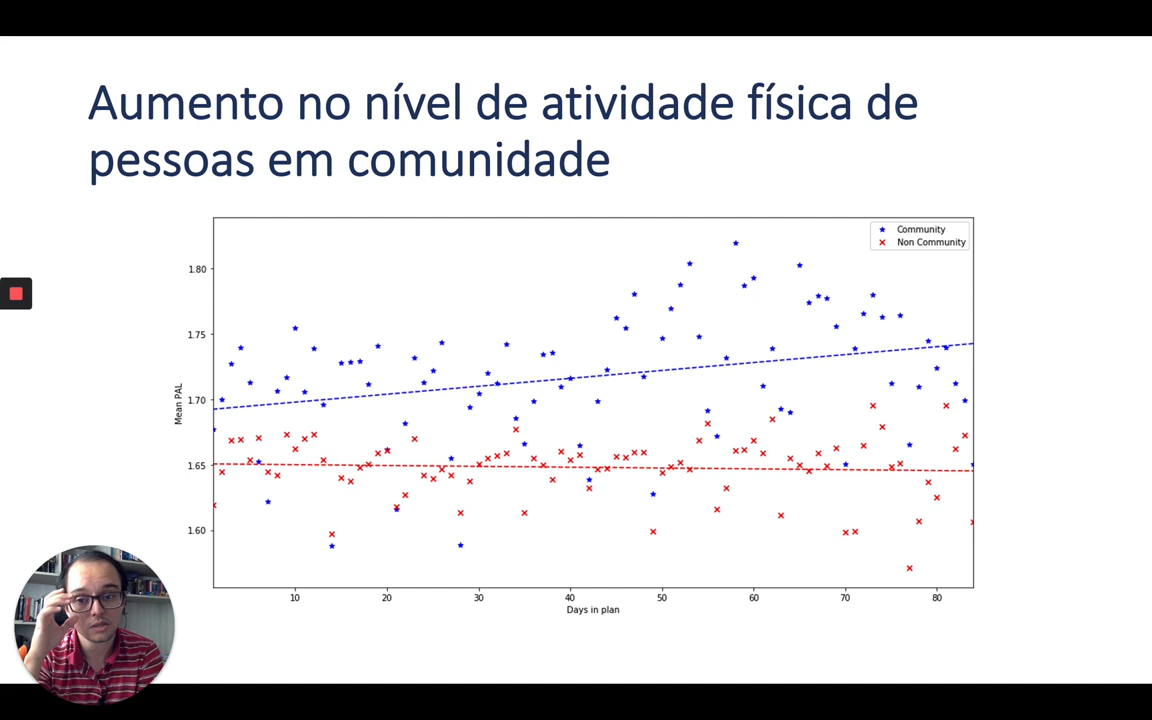 Aumento no nível de atividade física de
pessoas em comunidade
Community
Non Community
1.80
1.75
1.70
1.65
1.60
Mean PAL
10 20 30 40 50 60 70 80
Days in plan